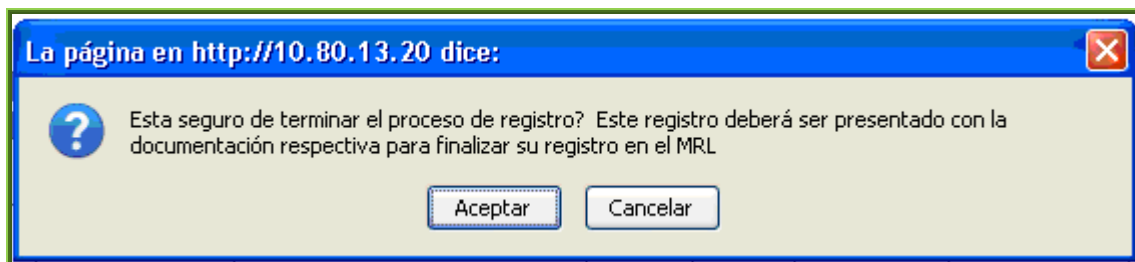 La página en http://10.80.13.20 dice:
Esta seguro de terminar el proceso de registro? Este registro deberá ser presentado con la
documentación respectiva para finalizar su registro en el MRL
Aceptar Cancelar